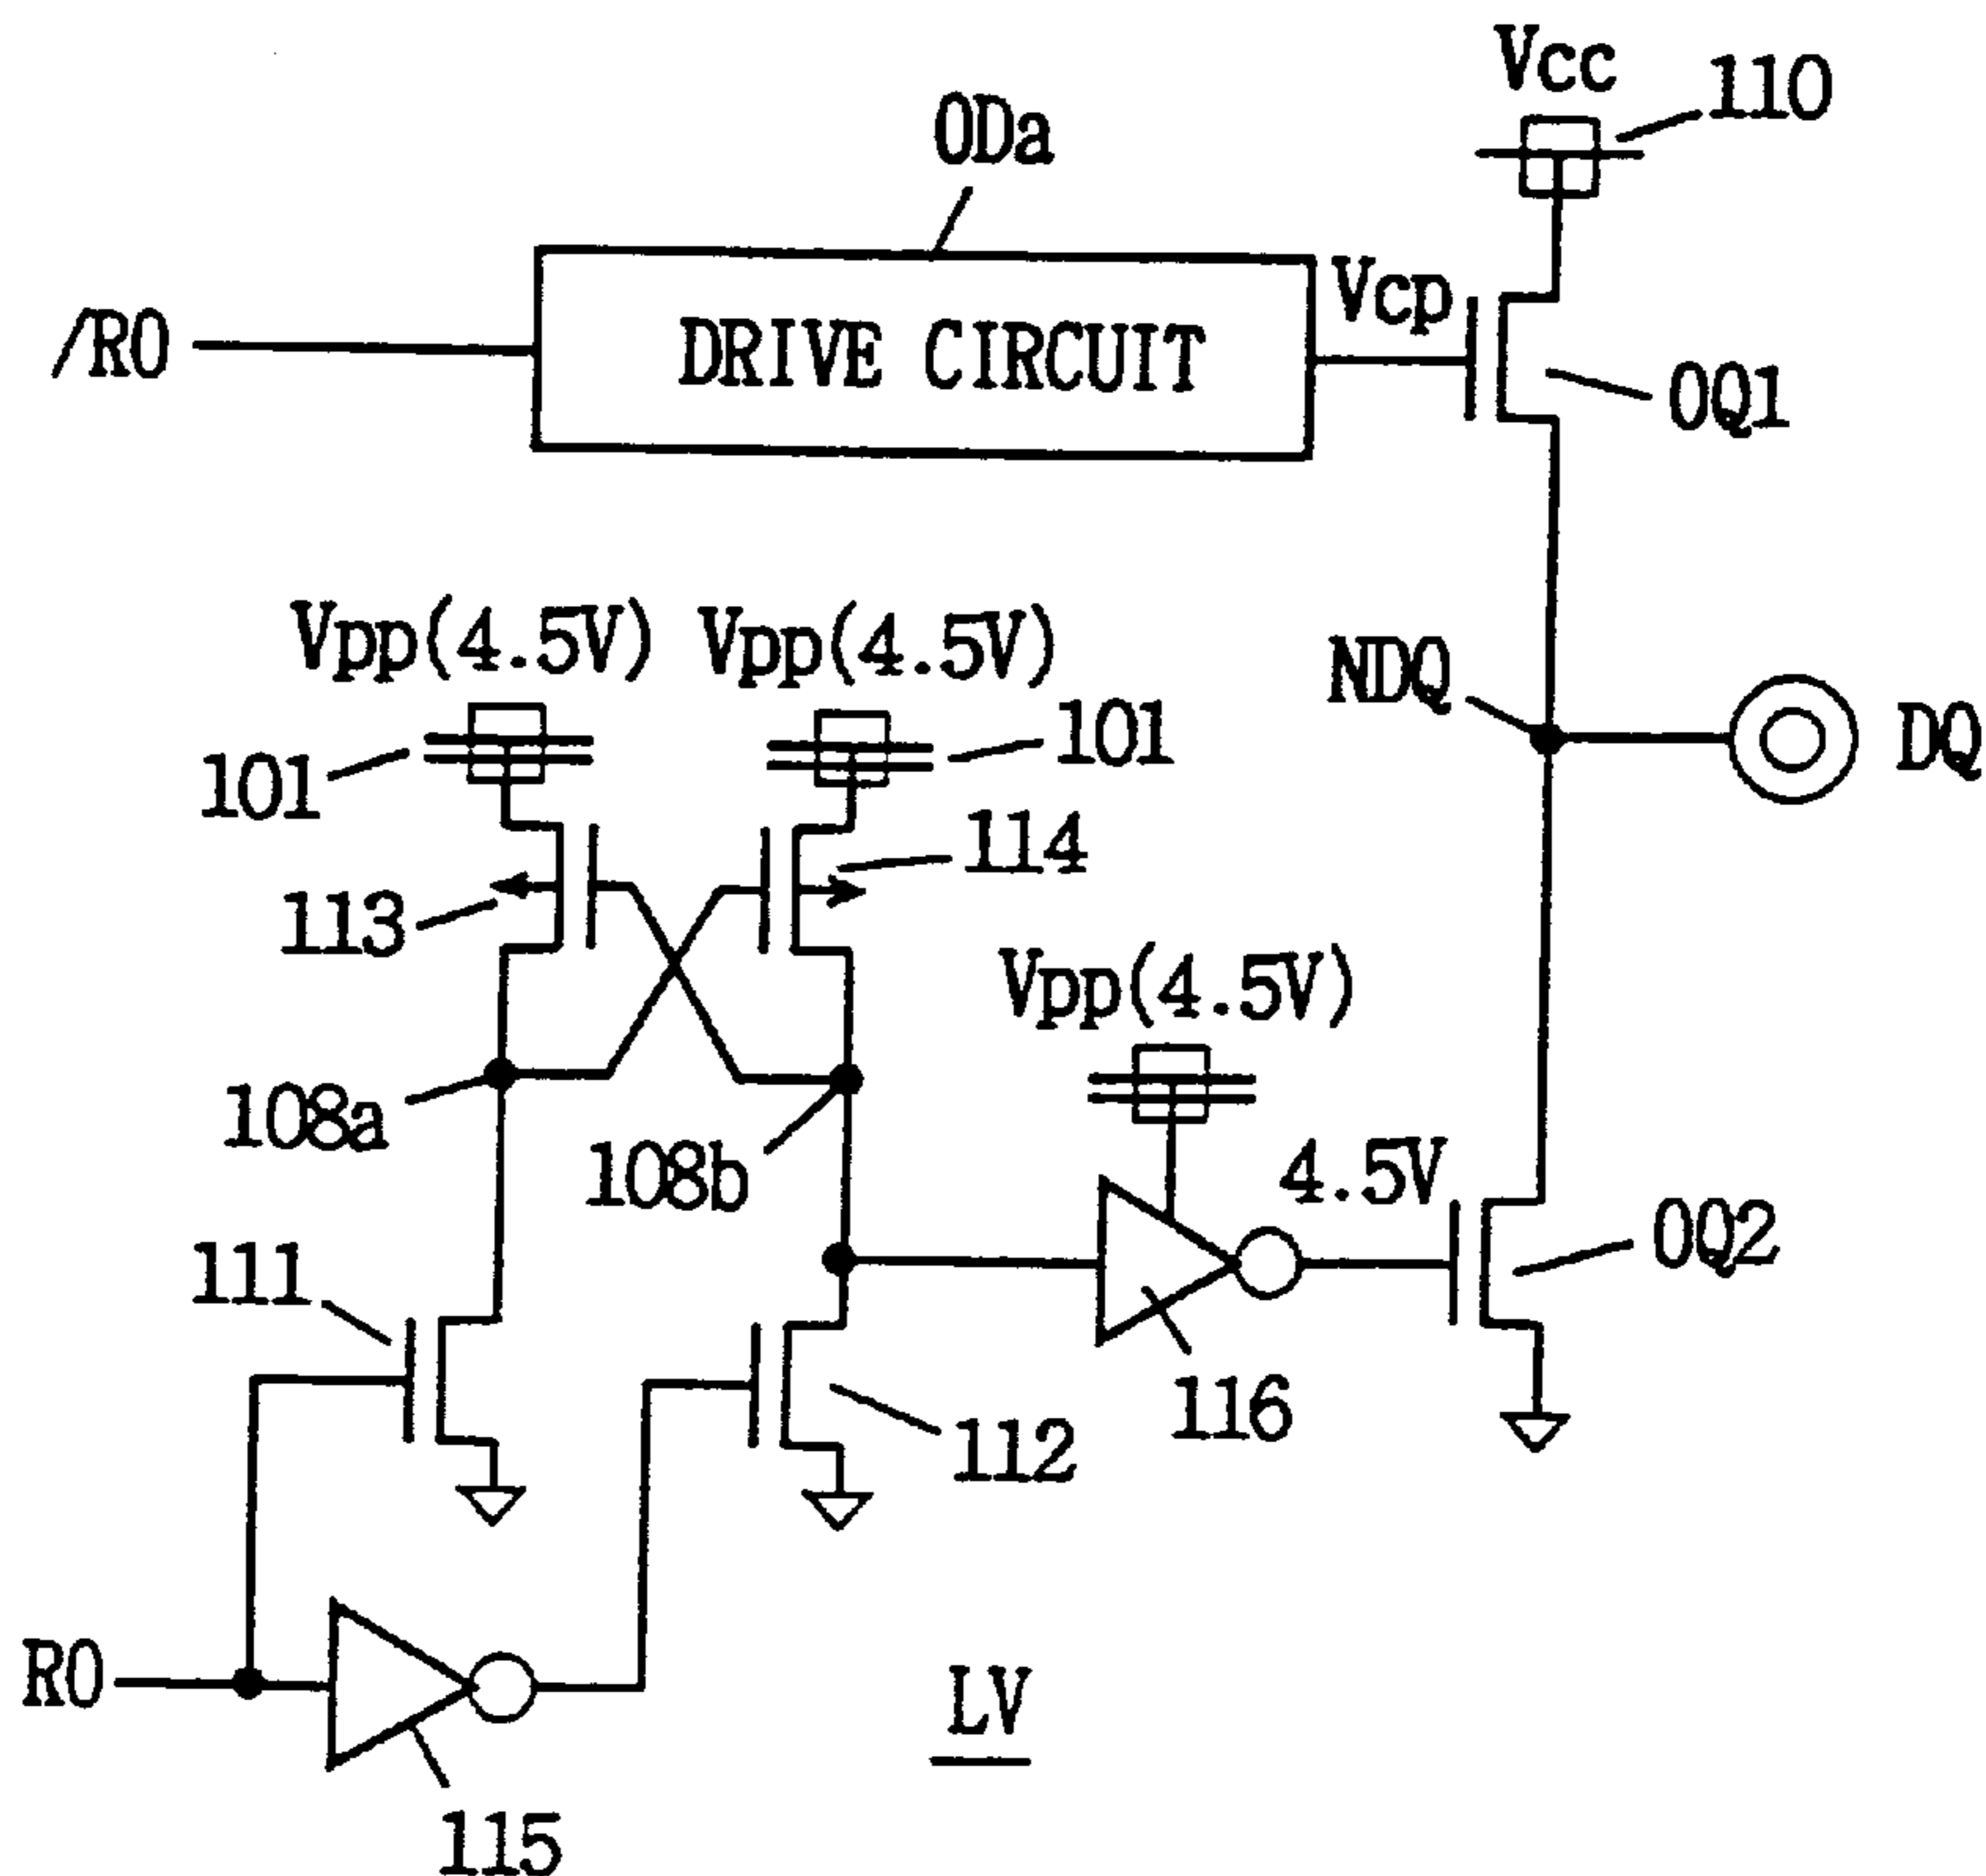 Vcc
110
ODa
/RO
DRIVE CIRCUIT
Vcp
OQ1
Vpp(4.5V)
Vpp(4.5V)
NDQ
DQ
101
101
113
114
Vpp(4.5V)
108a
108b
4.5V
OQ2
111
116
112
RO
LV
115